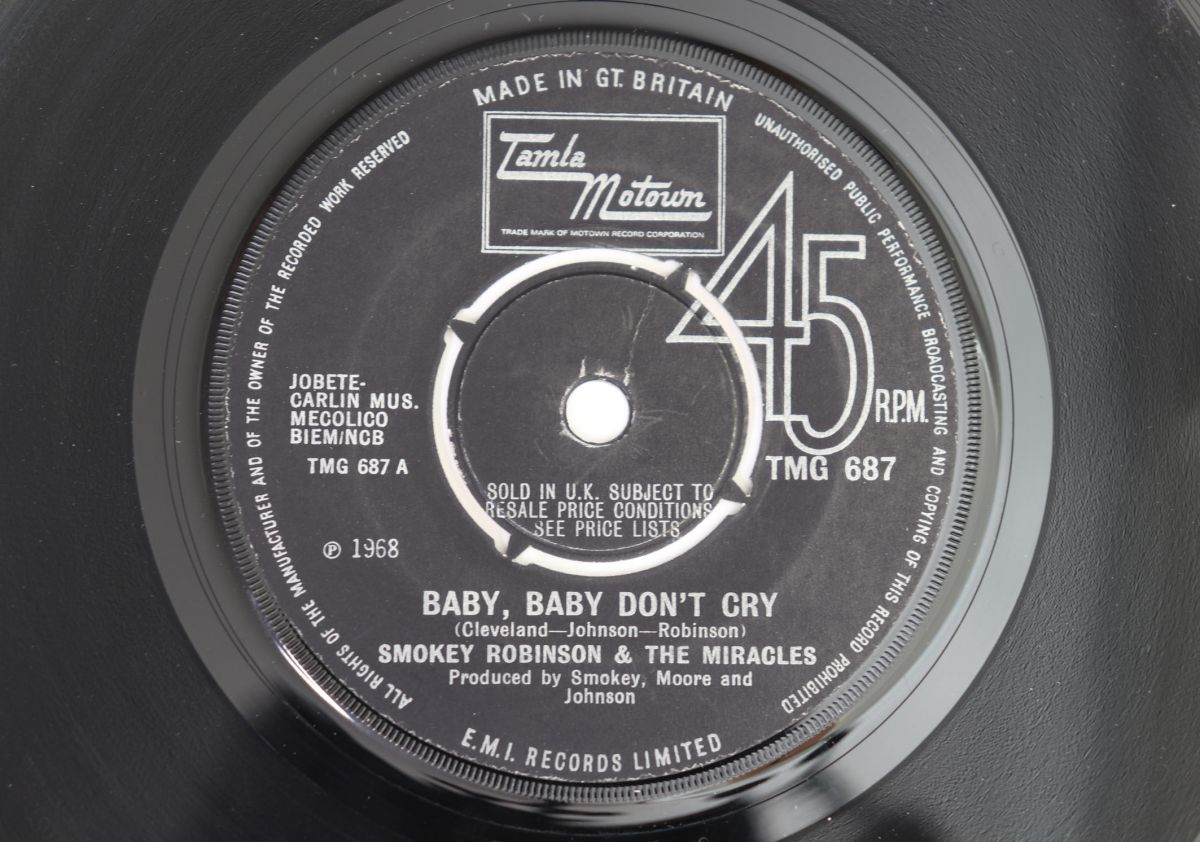 MADE IN GT. BRITAIN
Tamla
Motown
TRADE MARK OF MOTOWN RECORD CORPORATION
UNAUTHORISED PUBLIC PERFORMANCE BROADCASTING AND COPYING OF THIS RECORD PROHIBITED
ALL RIGHTS OF THE MANUFACTURER AND OF THE OWNER OF THE RECORDED WORK RESERVED
45
R.P.M.
TMG 687
JOBETE-
CARLIN MUS.
MECOLICO
BIEM/NCB
TMG 687 A
℗ 1968
SOLD IN U.K. SUBJECT TO
RESALE PRICE CONDITIONS
SEE PRICE LISTS
BABY, BABY DON'T CRY
(Cleveland—Johnson—Robinson)
SMOKEY ROBINSON & THE MIRACLES
Produced by Smokey, Moore and
Johnson
E.M.I. RECORDS LIMITED